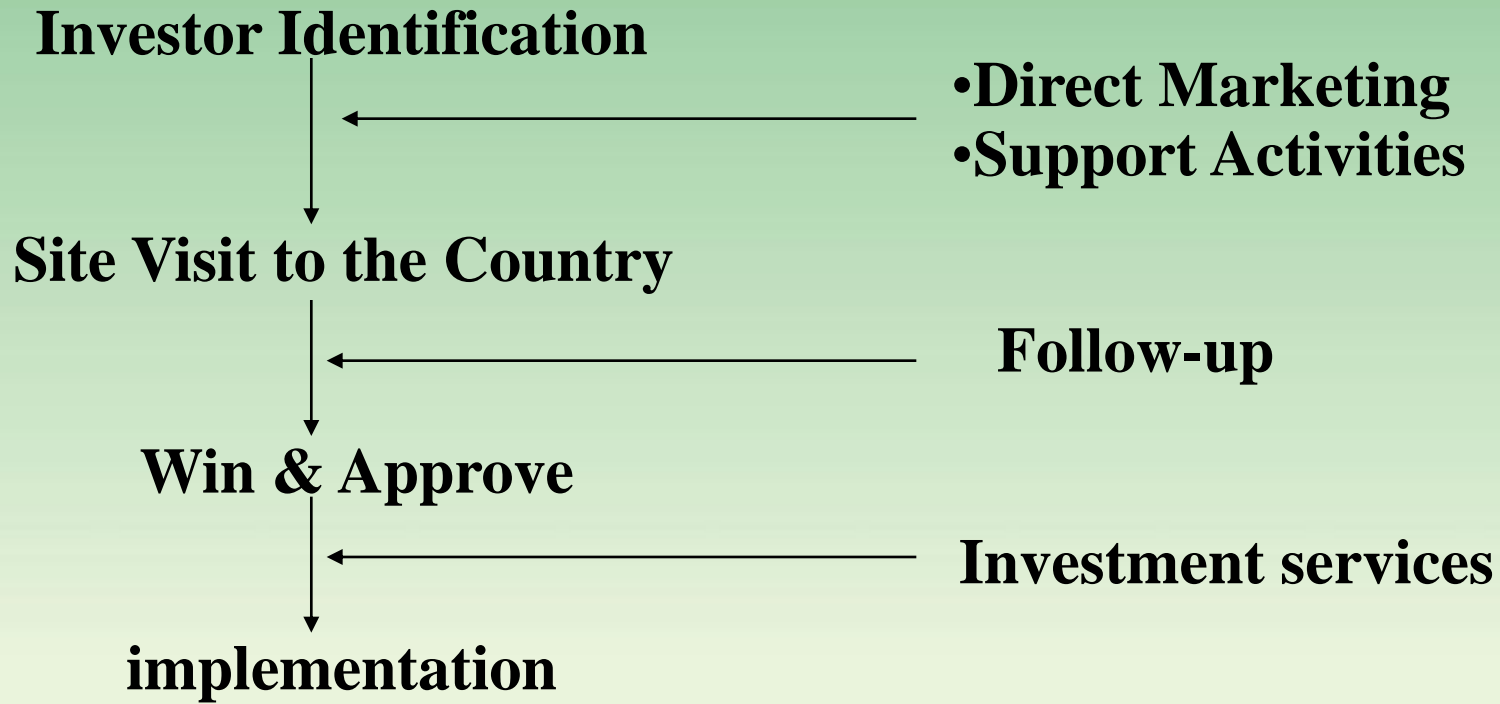 Investor Identification
•Direct Marketing
•Support Activities
Site Visit to the Country
Follow-up
Win & Approve
Investment services
implementation